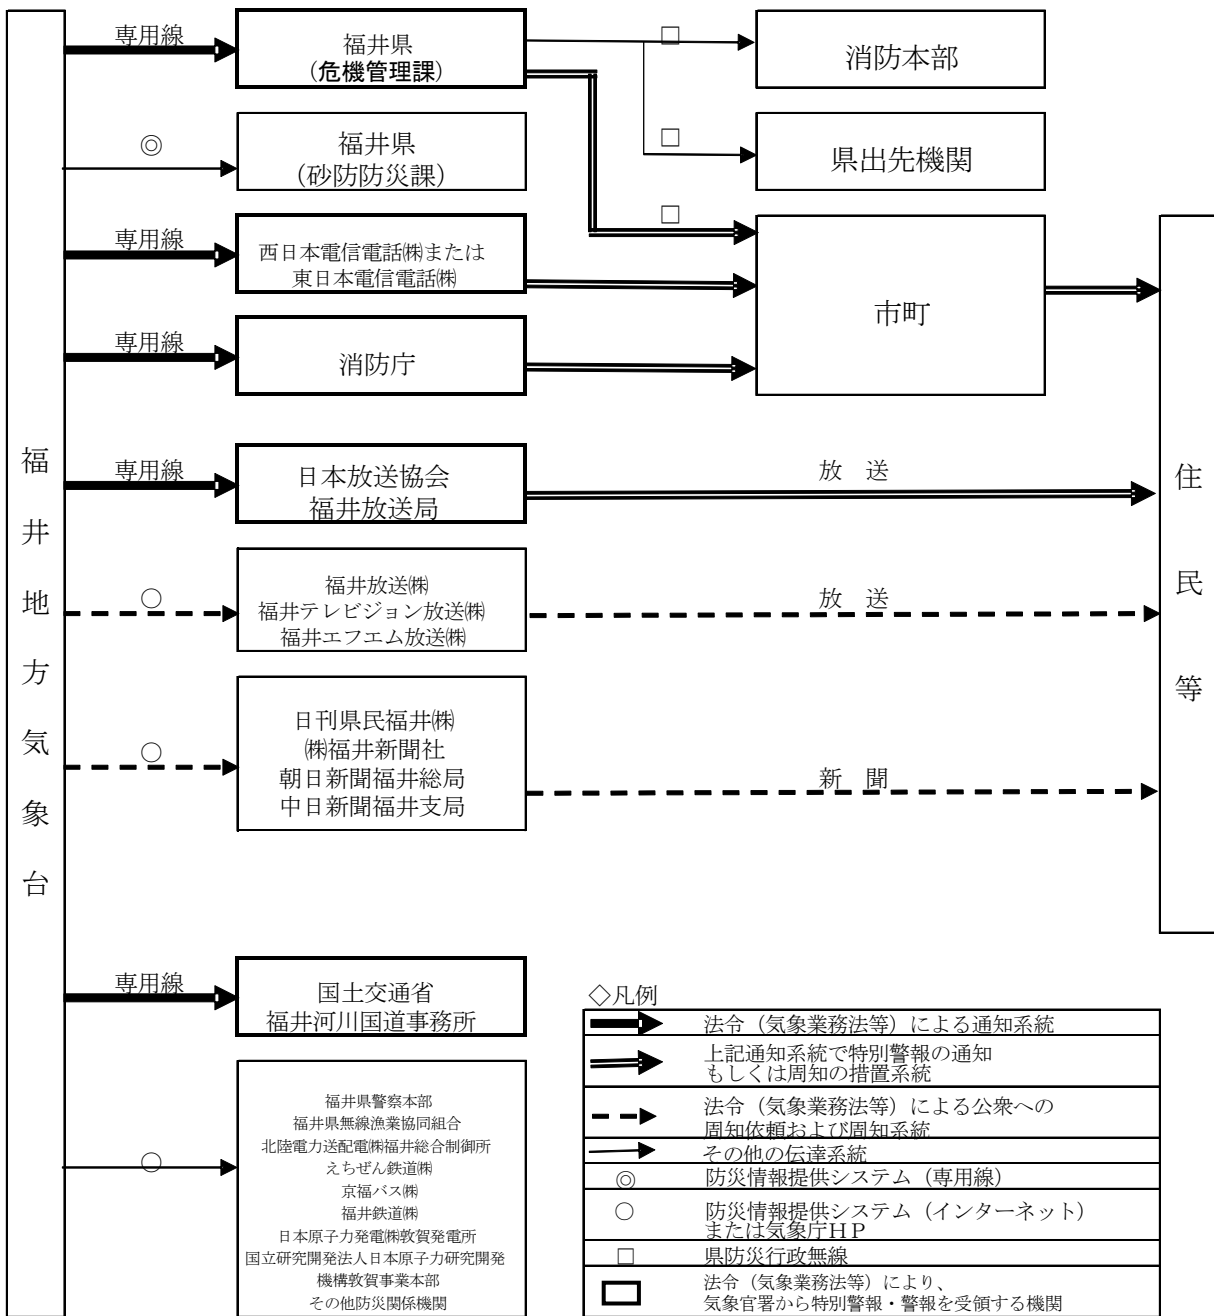 福井地方気象台
専用線
福井県
(危機管理課)
□
消防本部
□
県出先機関
◎
福井県
(砂防防災課)
□
専用線
西日本電信電話㈱または
東日本電信電話㈱
市町
専用線
消防庁
専用線
日本放送協会
福井放送局
放 送
住民等
○
福井放送㈱
福井テレビジョン放送㈱
福井エフエム放送㈱
放 送
○
日刊県民福井㈱
㈱福井新聞社
朝日新聞福井総局
中日新聞福井支局
新 聞
専用線
国土交通省
福井河川国道事務所
○
福井県警察本部
福井県無線漁業協同組合
北陸電力送配電㈱福井総合制御所
えちぜん鉄道㈱
京福バス㈱
福井鉄道㈱
日本原子力発電㈱敦賀発電所
国立研究開発法人日本原子力研究開発
機構敦賀事業本部
その他防災関係機関
◇凡例
法令（気象業務法等）による通知系統
上記通知系統で特別警報の通知
もしくは周知の措置系統
法令（気象業務法等）による公衆への
周知依頼および周知系統
その他の伝達系統
◎ 防災情報提供システム（専用線）
○ 防災情報提供システム（インターネット）
または気象庁ＨＰ
□ 県防災行政無線
法令（気象業務法等）により、
気象官署から特別警報・警報を受領する機関